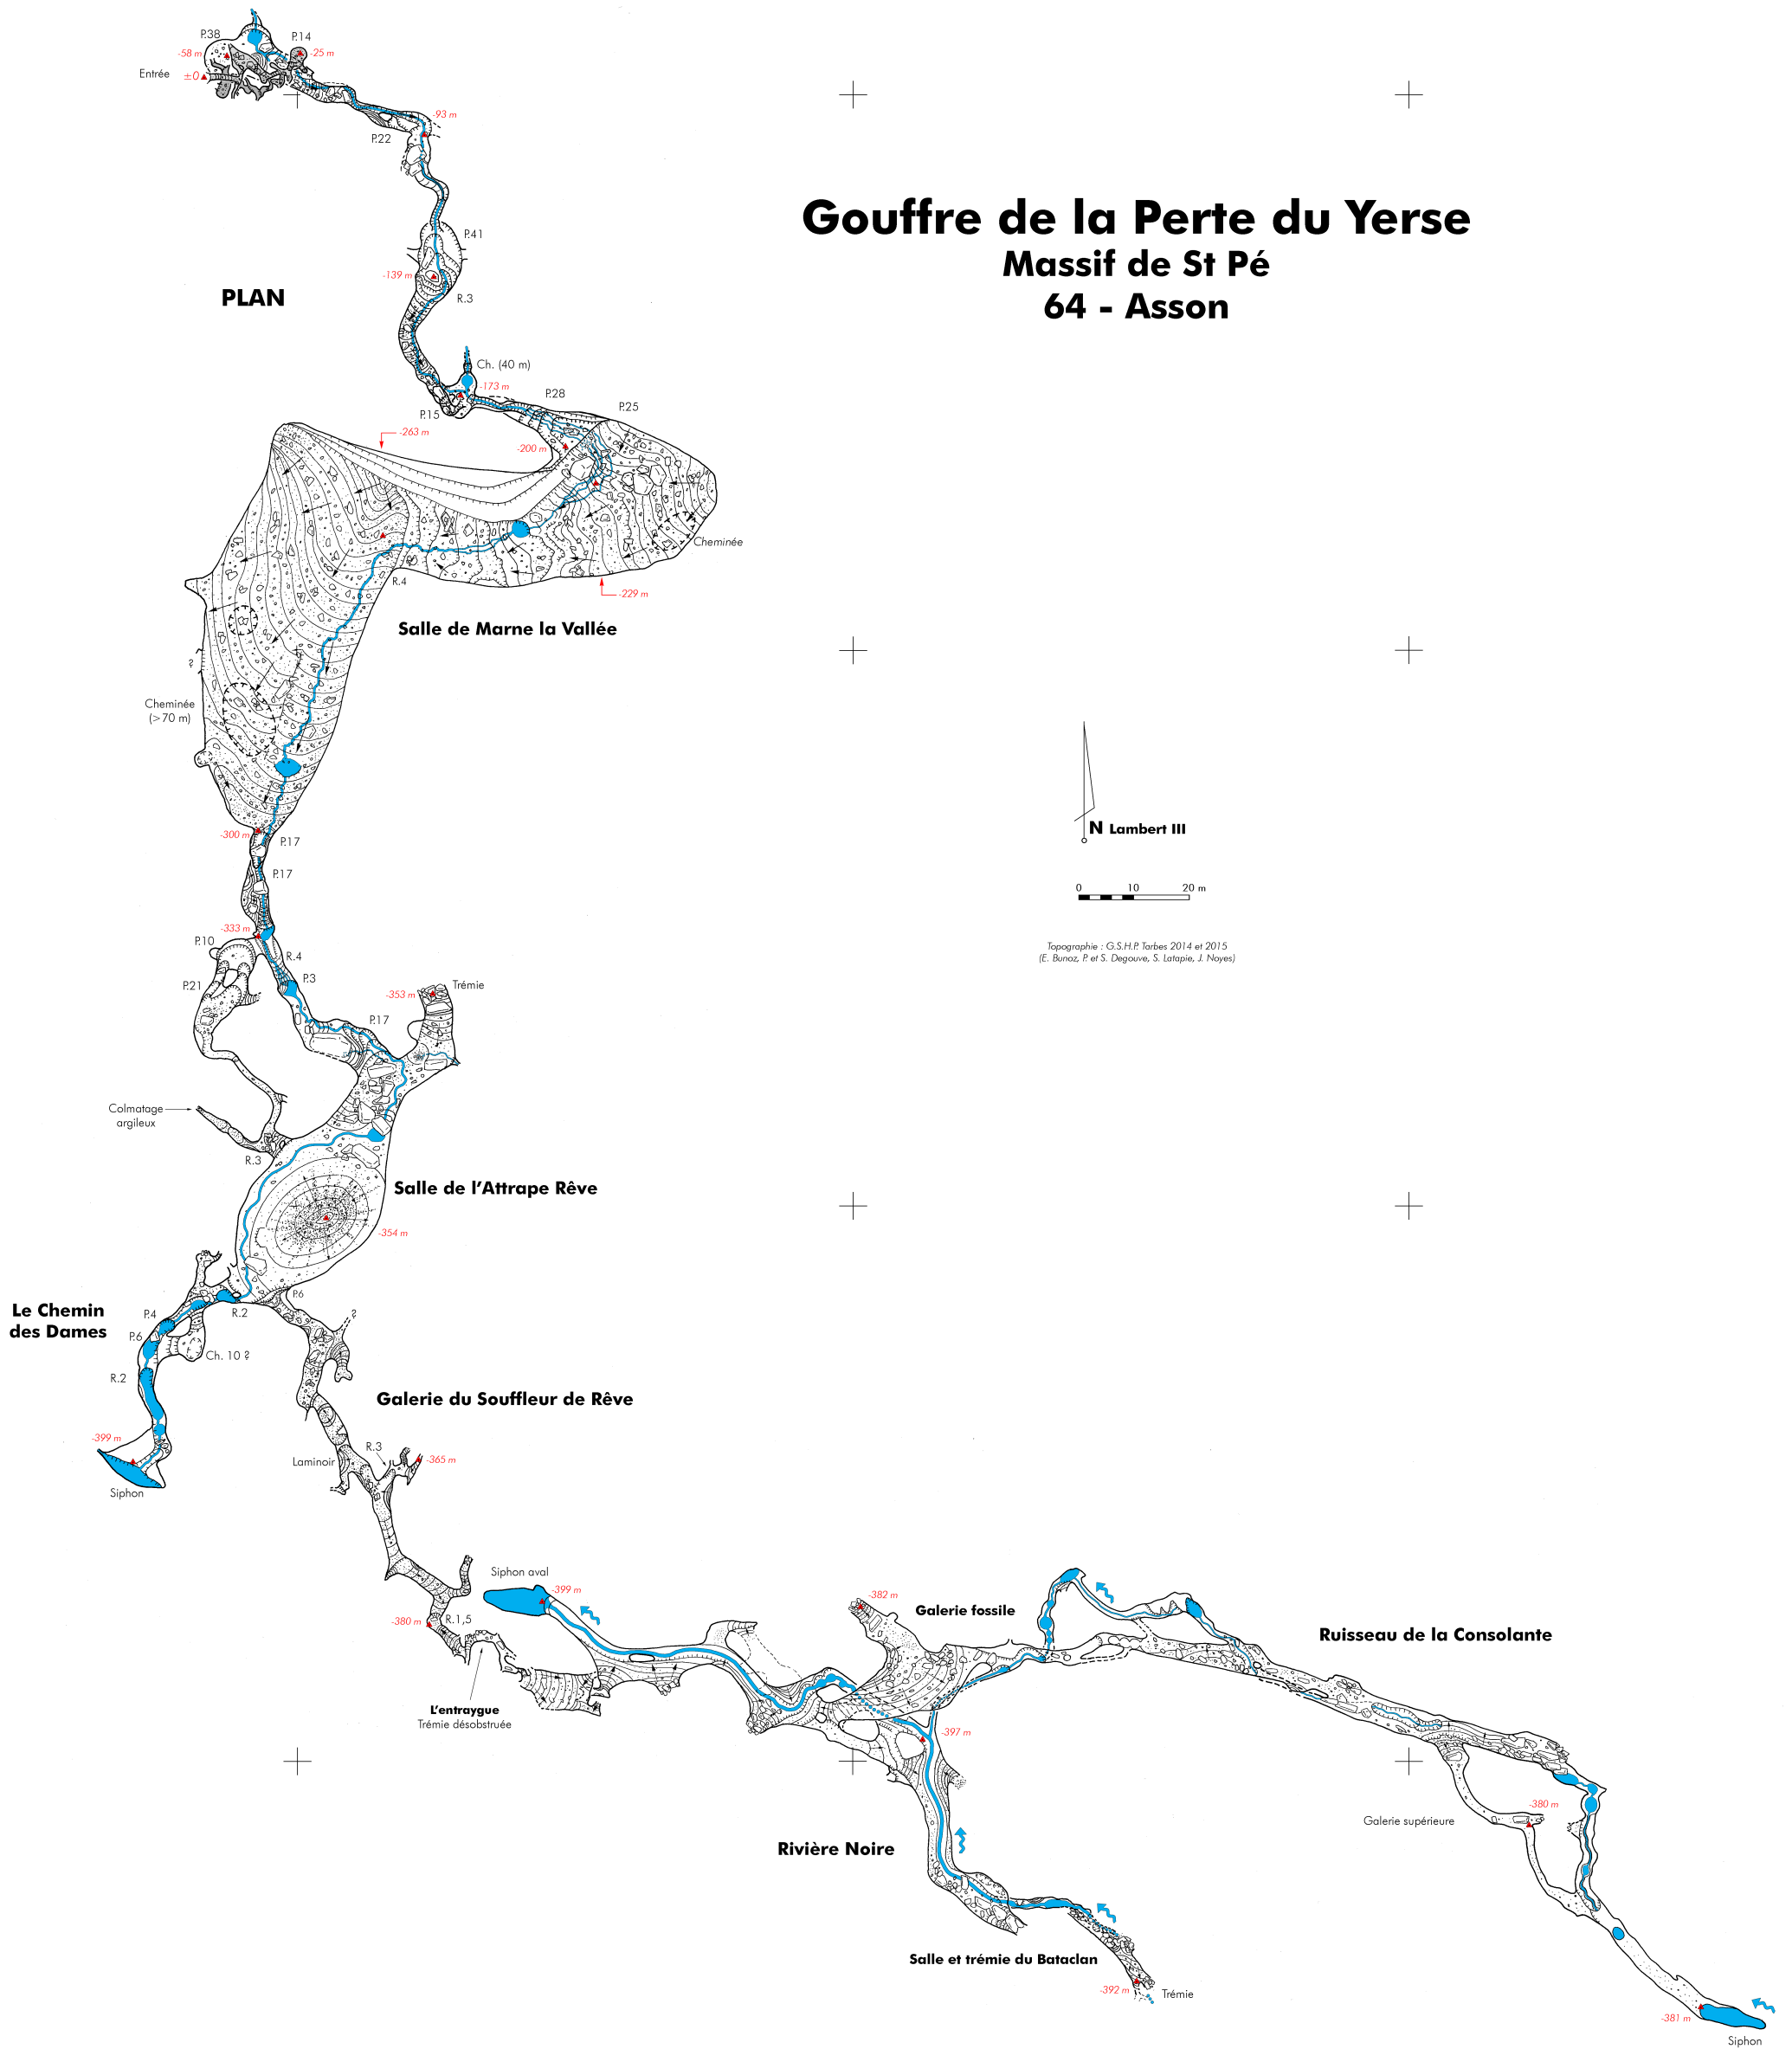 P.38
P.14
-58 m
-25 m
Entrée
±0
-93 m
P.22
Gouffre de la Perte du Yerse
Massif de St Pé
64 - Asson
P.41
-139 m
PLAN
R.3
Ch. (40 m)
-173 m
P.28
P.15
P.25
-263 m
-200 m
Cheminée
R.4
-229 m
Salle de Marne la Vallée
?
Cheminée
(>70 m)
N Lambert III
-300 m
P.17
P.17
0 10 20 m
-333 m
P.10
R.4
Topographie : G.S.H.P. Tarbes 2014 et 2015
(E. Bunoz, P. et S. Degouve, S. Latapie, J. Noyes)
P.3
P.21
-353 m
Trémie
P.17
Colmatage
argileux
R.3
Salle de l'Attrape Rêve
-354 m
P.6
Le Chemin
des Dames
P.4
R.2
?
P.6
Ch. 10 ?
R.2
Galerie du Souffleur de Rêve
-399 m
R.3
Laminoir
-365 m
Siphon
Siphon aval
-399 m
-382 m
Galerie fossile
-380 m
R.1,5
Ruisseau de la Consolante
L'entraygue
Trémie désobstruée
-397 m
-380 m
Galerie supérieure
Rivière Noire
Salle et trémie du Bataclan
-392 m
Trémie
-381 m
Siphon